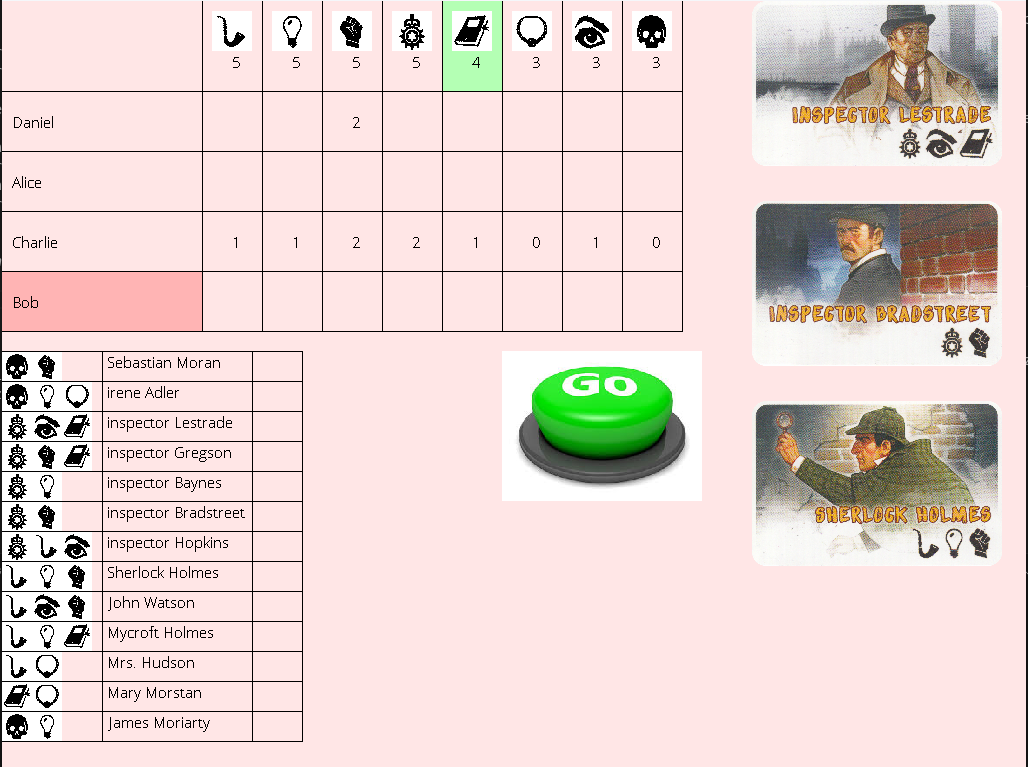 5 5 5 5 4 3 3 3
Daniel 2
Alice
Charlie 1 1 2 2 1 0 1 0
Bob
Sebastian Moran
irene Adler
inspector Lestrade
inspector Gregson
inspector Baynes
inspector Bradstreet
inspector Hopkins
Sherlock Holmes
John Watson
Mycroft Holmes
Mrs. Hudson
Mary Morstan
James Moriarty
GO
INSPECTOR LESTRADE
INSPECTOR BRADSTREET
SHERLOCK HOLMES